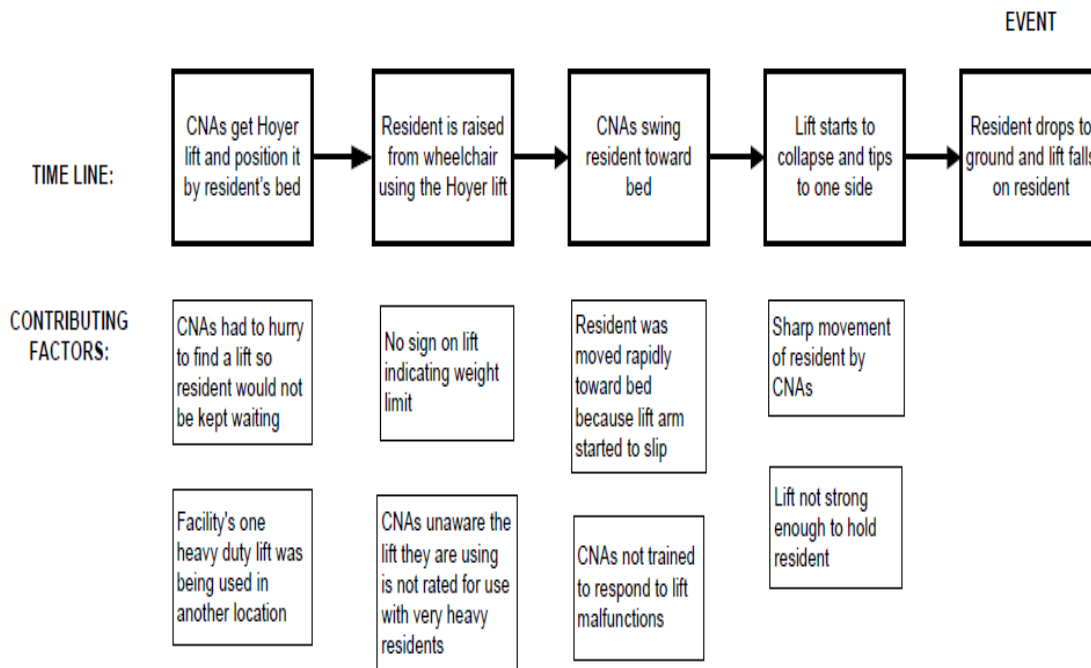 EVENT
TIME LINE:
CNAs get Hoyer
lift and position it
by resident's bed
Resident is raised
from wheelchair
using the Hoyer lift
CNAs swing
resident toward
bed
Lift starts to
collapse and tips
to one side
Resident drops to
ground and lift falls
on resident
CONTRIBUTING
FACTORS:
CNAs had to hurry
to find a lift so
resident would not
be kept waiting
No sign on lift
indicating weight
limit
Resident was
moved rapidly
toward bed
because lift arm
started to slip
Sharp movement
of resident by
CNAs
Facility's one
heavy duty lift was
being used in
another location
CNAs unaware the
lift they are using
is not rated for use
with very heavy
residents
CNAs not trained
to respond to lift
malfunctions
Lift not strong
enough to hold
resident